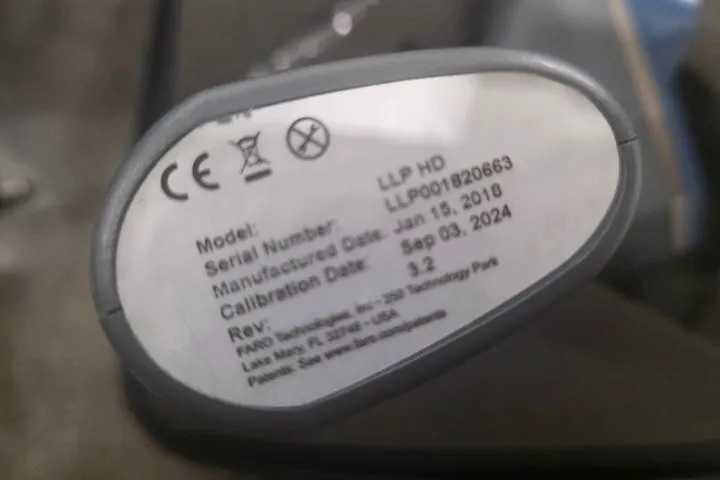 CE
Model: LLP HD
Serial Number: LLP001820663
Manufactured Date: Jan 15, 2018
Calibration Date: Sep 03, 2024
Rev: 3.2
FARO Technologies, Inc - 250 Technology Park
Lake Mary, FL 32746 - USA
Patents: See www.faro.com/patents